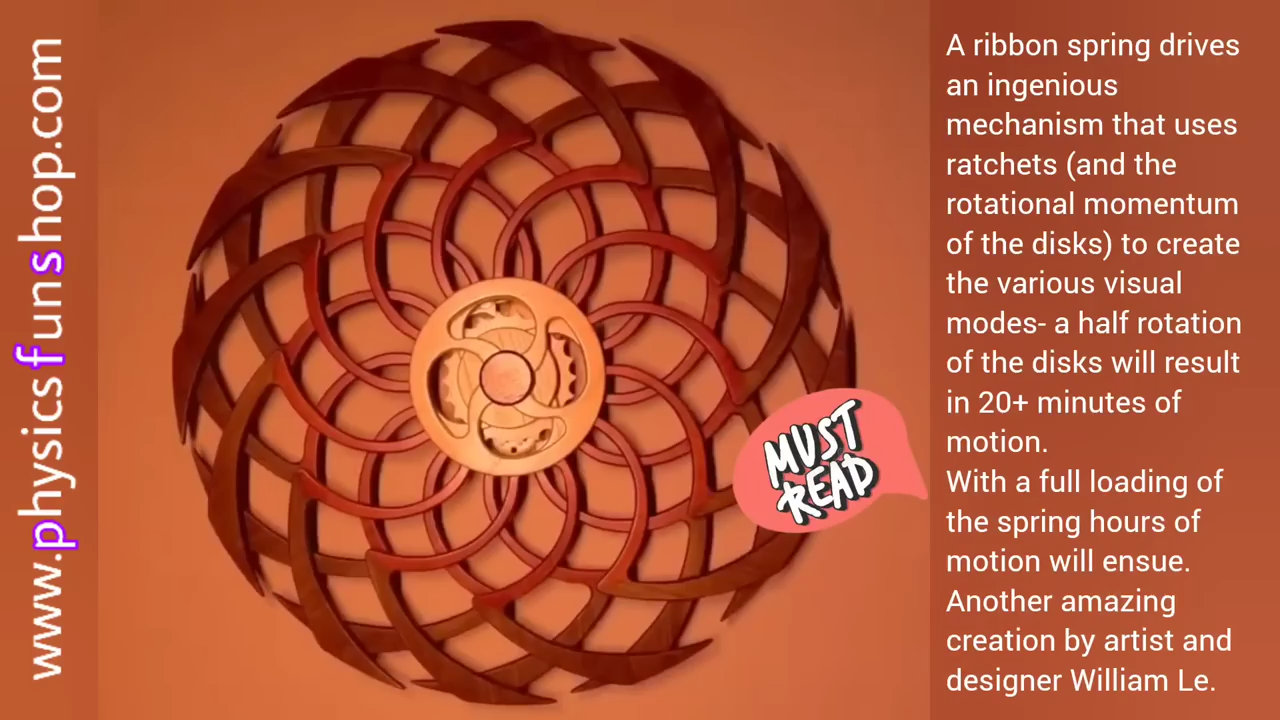 www.physicsfunshop.com
A ribbon spring drives
an ingenious
mechanism that uses
ratchets (and the
rotational momentum
of the disks) to create
the various visual
modes- a half rotation
of the disks will result
in 20+ minutes of
motion.
With a full loading of
the spring hours of
motion will ensue.
Another amazing
creation by artist and
designer William Le.
MUST
READ